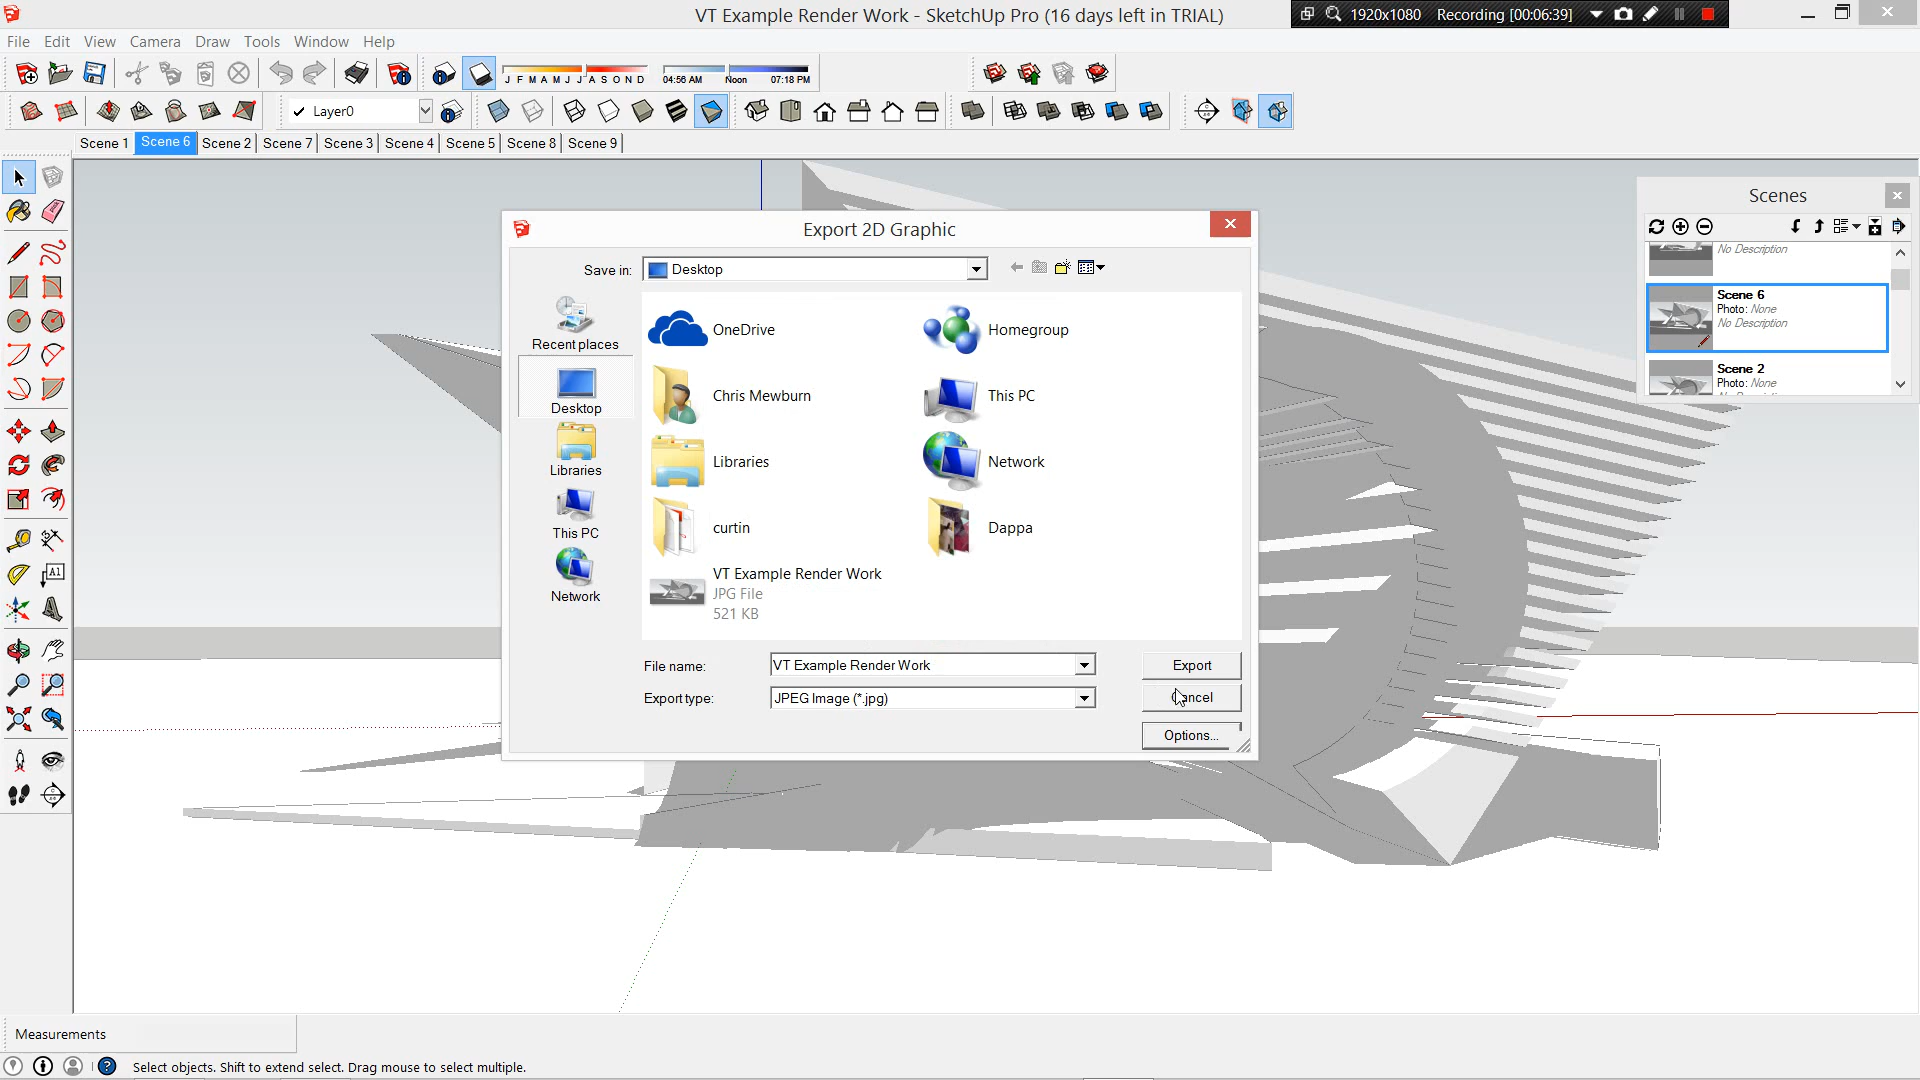 VT Example Render Work - SketchUp Pro (16 days left in TRIAL)
1920x1080 Recording [00:06:39]
File Edit View Camera Draw Tools Window Help
J F M A M J J A S O N D
04:56 AM Noon 07:18 PM
Layer0
Scene 1 Scene 6 Scene 2 Scene 7 Scene 3 Scene 4 Scene 5 Scene 8 Scene 9
Scenes
No Description
Scene 6
Photo: None
No Description
Scene 2
Photo: None
Export 2D Graphic
Save in: Desktop
Recent places
Desktop
Libraries
This PC
Network
OneDrive
Homegroup
Chris Mewburn
This PC
Libraries
Network
curtin
Dappa
VT Example Render Work
JPG File
521 KB
File name: VT Example Render Work
Export
Export type: JPEG Image (*.jpg)
Cancel
Options...
A1
Measurements
Select objects. Shift to extend select. Drag mouse to select multiple.